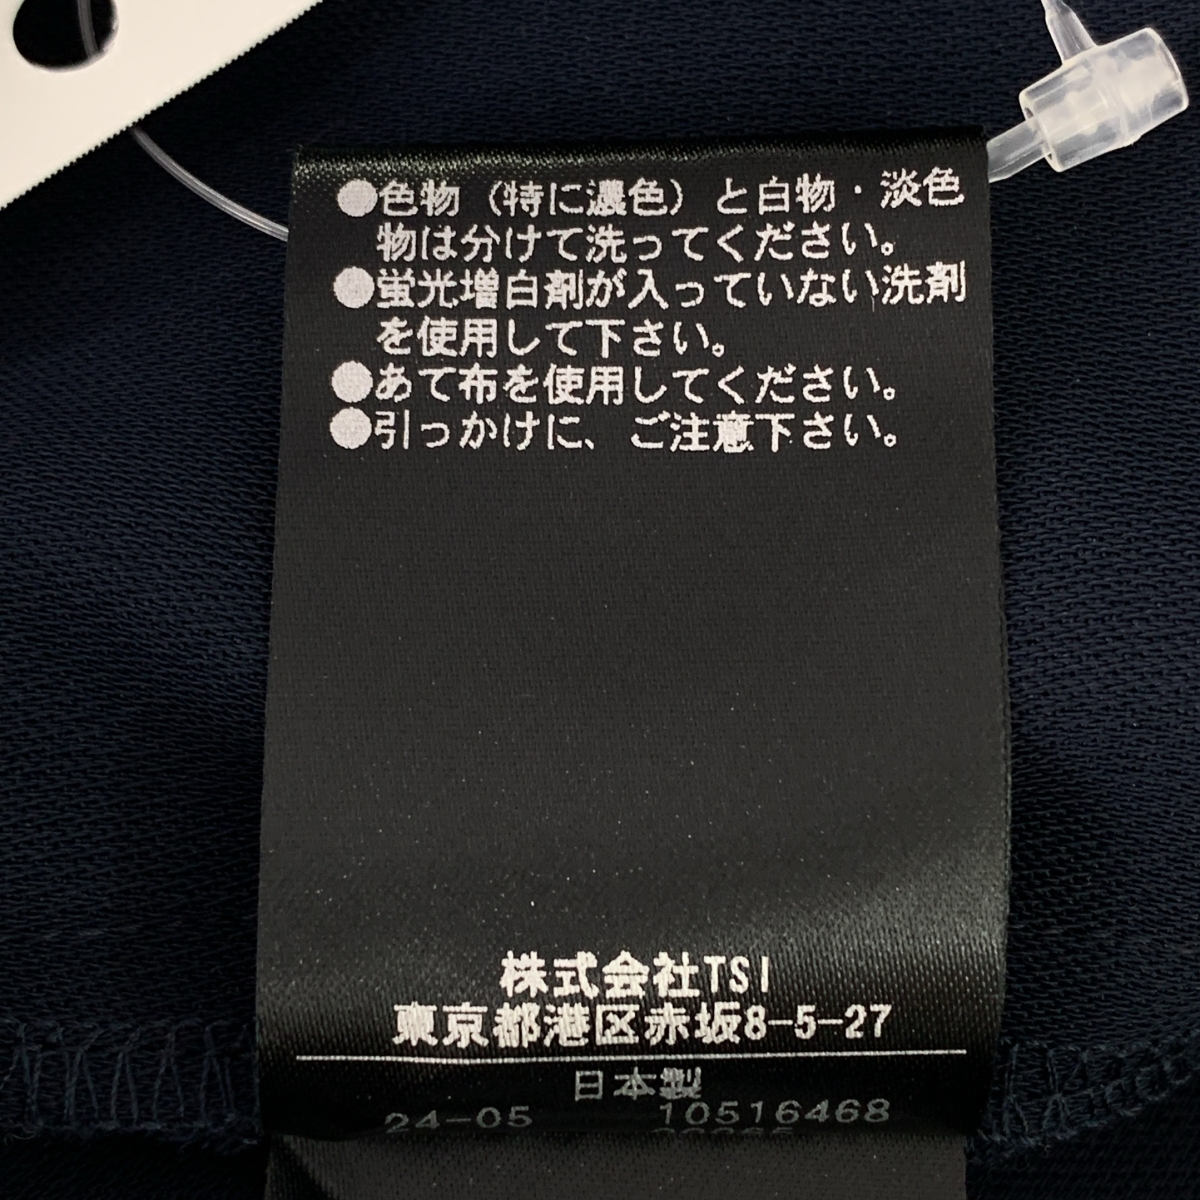 ●色物（特に濃色）と白物・淡色
物は分けて洗ってください。
●蛍光増白剤が入っていない洗剤
を使用して下さい。
●あて布を使用してください。
●引っかけに、ご注意下さい。
株式会社TSI
東京都港区赤坂8-5-27
日本製
24-05 10516468